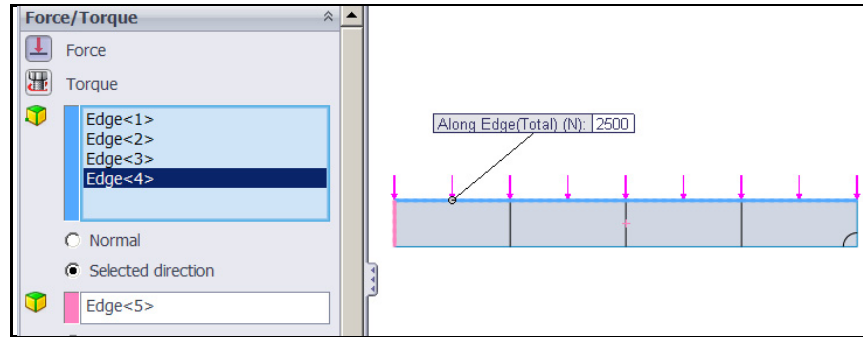 Force/Torque
Force
Torque
Edge<1>
Edge<2>
Edge<3>
Edge<4>
Normal
Selected direction
Edge<5>
Along Edge(Total) (N): 2500